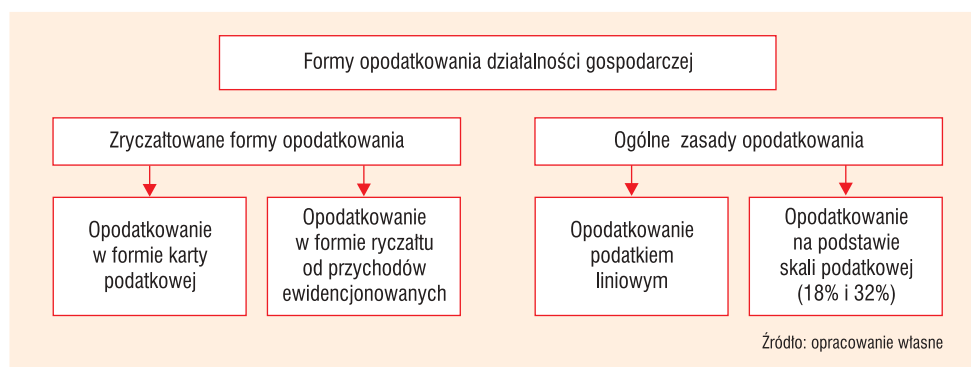 Formy opodatkowania działalności gospodarczej
Zryczałtowane formy opodatkowania
Ogólne zasady opodatkowania
Opodatkowanie
w formie karty
podatkowej
Opodatkowanie
w formie ryczałtu
od przychodów
ewidencjonowanych
Opodatkowanie
podatkiem
liniowym
Opodatkowanie
na podstawie
skali podatkowej
(18% i 32%)
Źródło: opracowanie własne